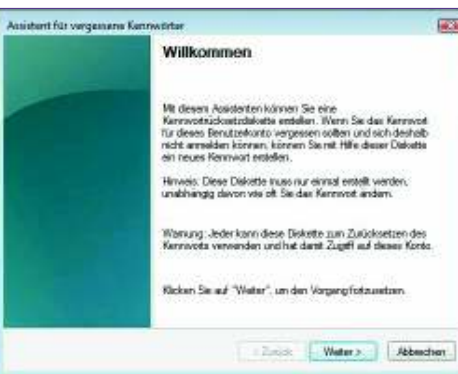 Assistent für vergessene Kennwörter
Willkommen
Mit diesem Assistenten können Sie eine
Kennwortrücksetzdiskette erstellen. Wenn Sie das Kennwort
für dieses Benutzerkonto vergessen sollten und sich deshalb
nicht anmelden können, können Sie mit Hilfe dieser Diskette
ein neues Kennwort erstellen.
Hinweis: Diese Diskette muss nur einmal erstellt werden,
unabhängig davon wie oft Sie das Kennwort ändern.
Warnung: Jeder kann diese Diskette zum Zurücksetzen des
Kennworts verwenden und hat damit Zugriff auf dieses Konto.
Klicken Sie auf "Weiter", um den Vorgang fortzusetzen.
< Zurück Weiter > Abbrechen